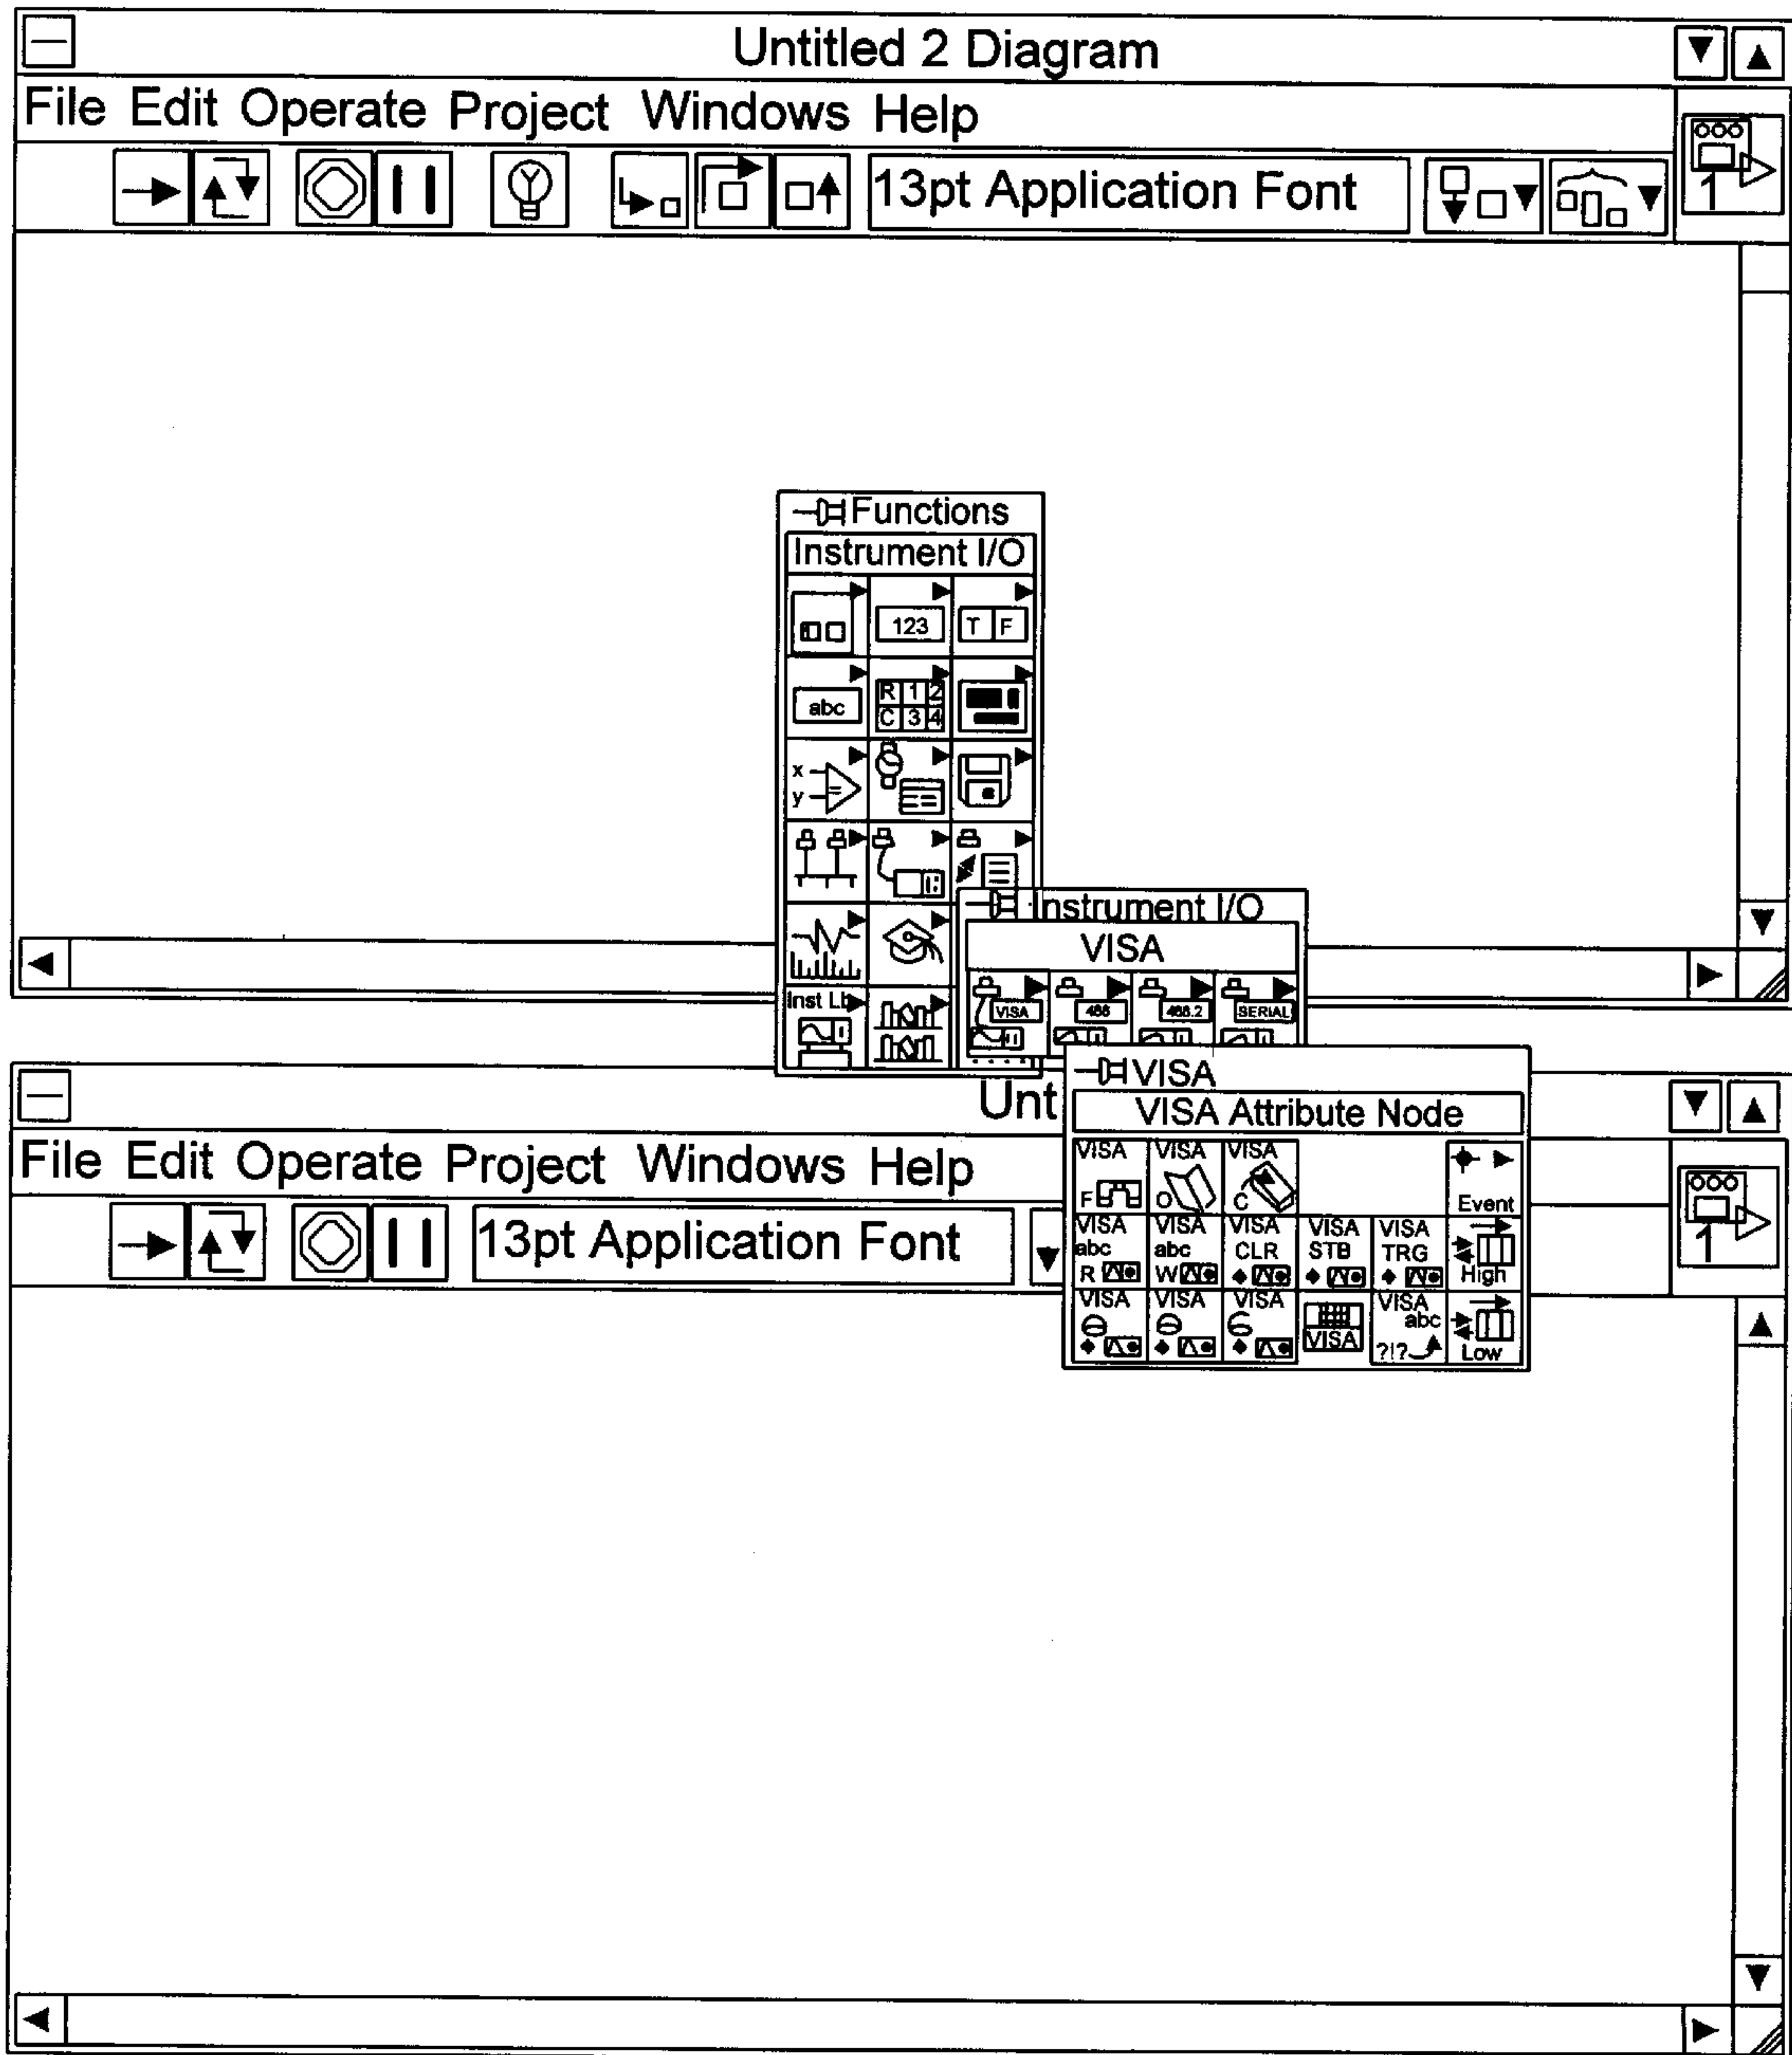 Untitled 2 Diagram
File Edit Operate Project Windows Help
13pt Application Font
1
Functions
Instrument I/O
123
T F
abc
R 1 2
C 3 4
x
y
Instrument I/O
VISA
Inst Lb
VISA
488.2
SERIAL
VISA
Unt
VISA Attribute Node
File Edit Operate Project Windows Help
VISA VISA VISA
F O C Event
13pt Application Font
1
VISA VISA VISA VISA VISA
abc abc CLR STB TRG
R W High
VISA VISA VISA VISA
abc
VISA
?!? Low